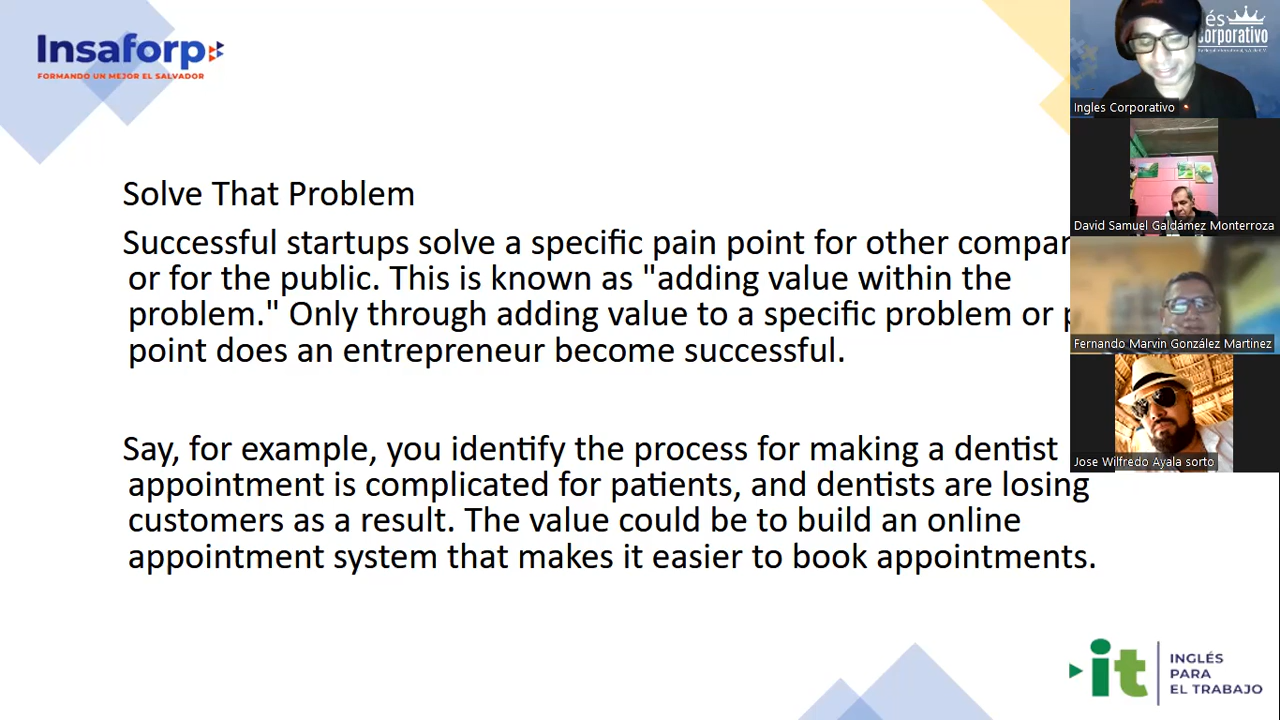 Insaforp
FORMANDO UN MEJOR EL SALVADOR
Solve That Problem
Successful startups solve a specific pain point for other
or for the public. This is known as "adding value within the
problem." Only through adding value to a specific problem or
point does an entrepreneur become successful.
Say, for example, you identify the process for making a dentist
appointment is complicated for patients, and dentists are losing
customers as a result. The value could be to build an online
appointment system that makes it easier to book appointments.
és
corporativo
Ingles Corporativo
David Samuel Galdámez Monterroza
Fernando Marvin González Martinez
Jose Wilfredo Ayala sorto
it
INGLÉS
PARA
EL TRABAJO